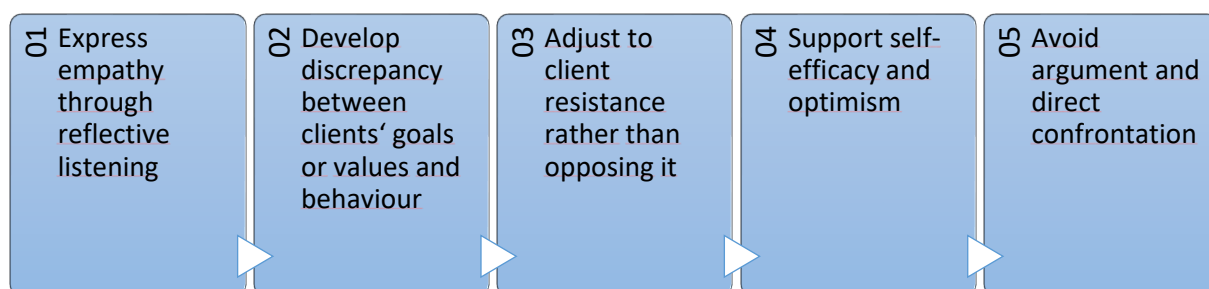 01
Express
empathy
through
reflective
listening
02
Develop
discrepancy
between
clients‘ goals
or values and
behaviour
03
Adjust to
client
resistance
rather than
opposing it
04
Support self-
efficacy and
optimism
05
Avoid
argument and
direct
confrontation